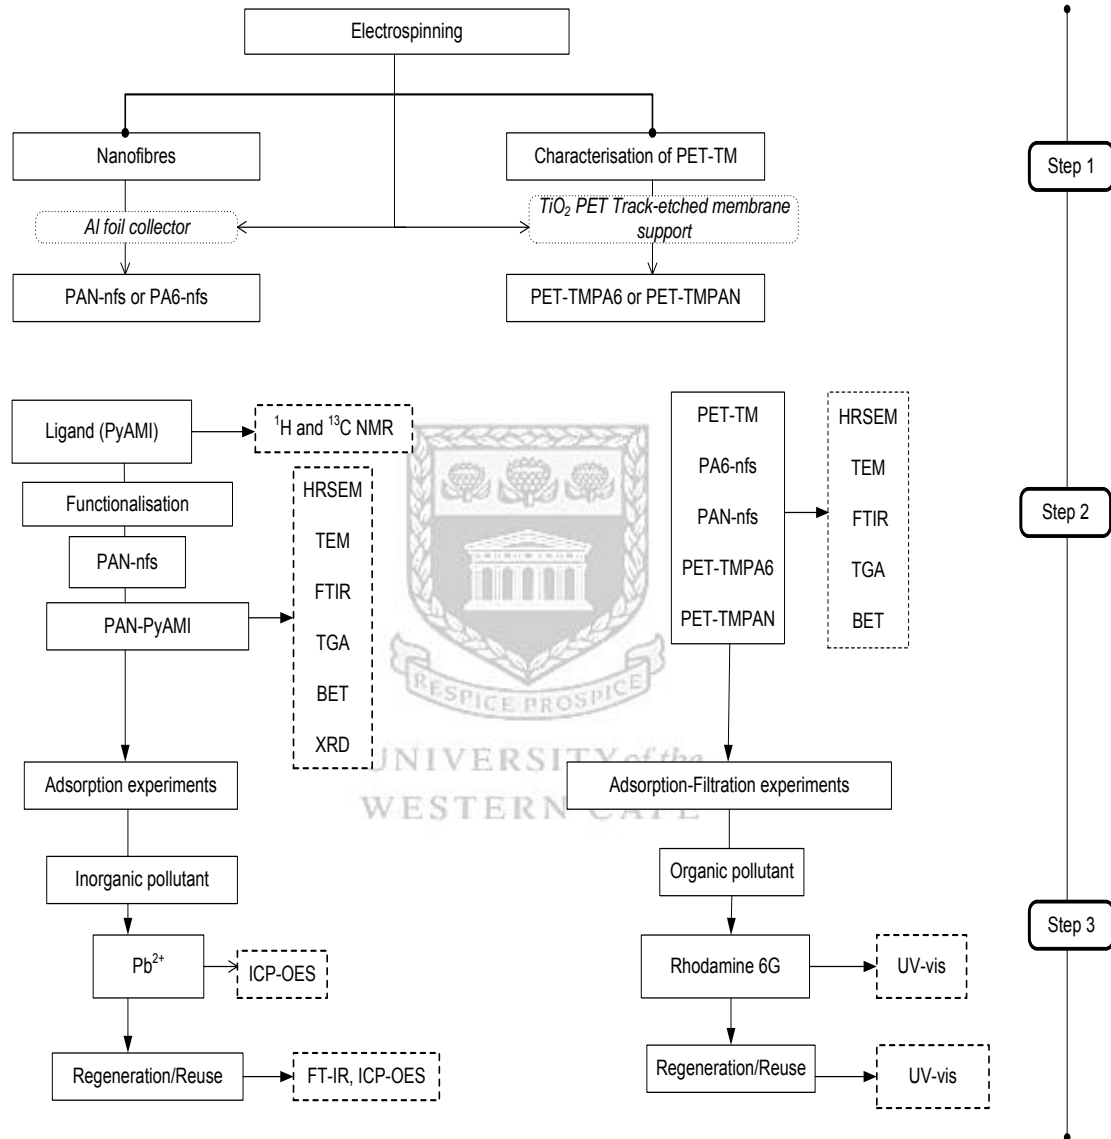 Electrospinning
Nanofibres
Characterisation of PET-TM
Step 1
Al foil collector
TiO₂ PET Track-etched membrane
support
PAN-nfs or PA6-nfs
PET-TMPA6 or PET-TMPAN
Ligand (PyAMI)
¹H and ¹³C NMR
Functionalisation
PAN-nfs
PAN-PyAMI
HRSEM
TEM
FTIR
TGA
BET
XRD
PET-TM
PA6-nfs
PAN-nfs
PET-TMPA6
PET-TMPAN
HRSEM
TEM
FTIR
TGA
BET
Step 2
RESPICE PROSPICE
UNIVERSITY of the
WESTERN CAPE
Adsorption experiments
Adsorption-Filtration experiments
Inorganic pollutant
Organic pollutant
Step 3
Pb²⁺
ICP-OES
Rhodamine 6G
UV-vis
Regeneration/Reuse
FT-IR, ICP-OES
Regeneration/Reuse
UV-vis